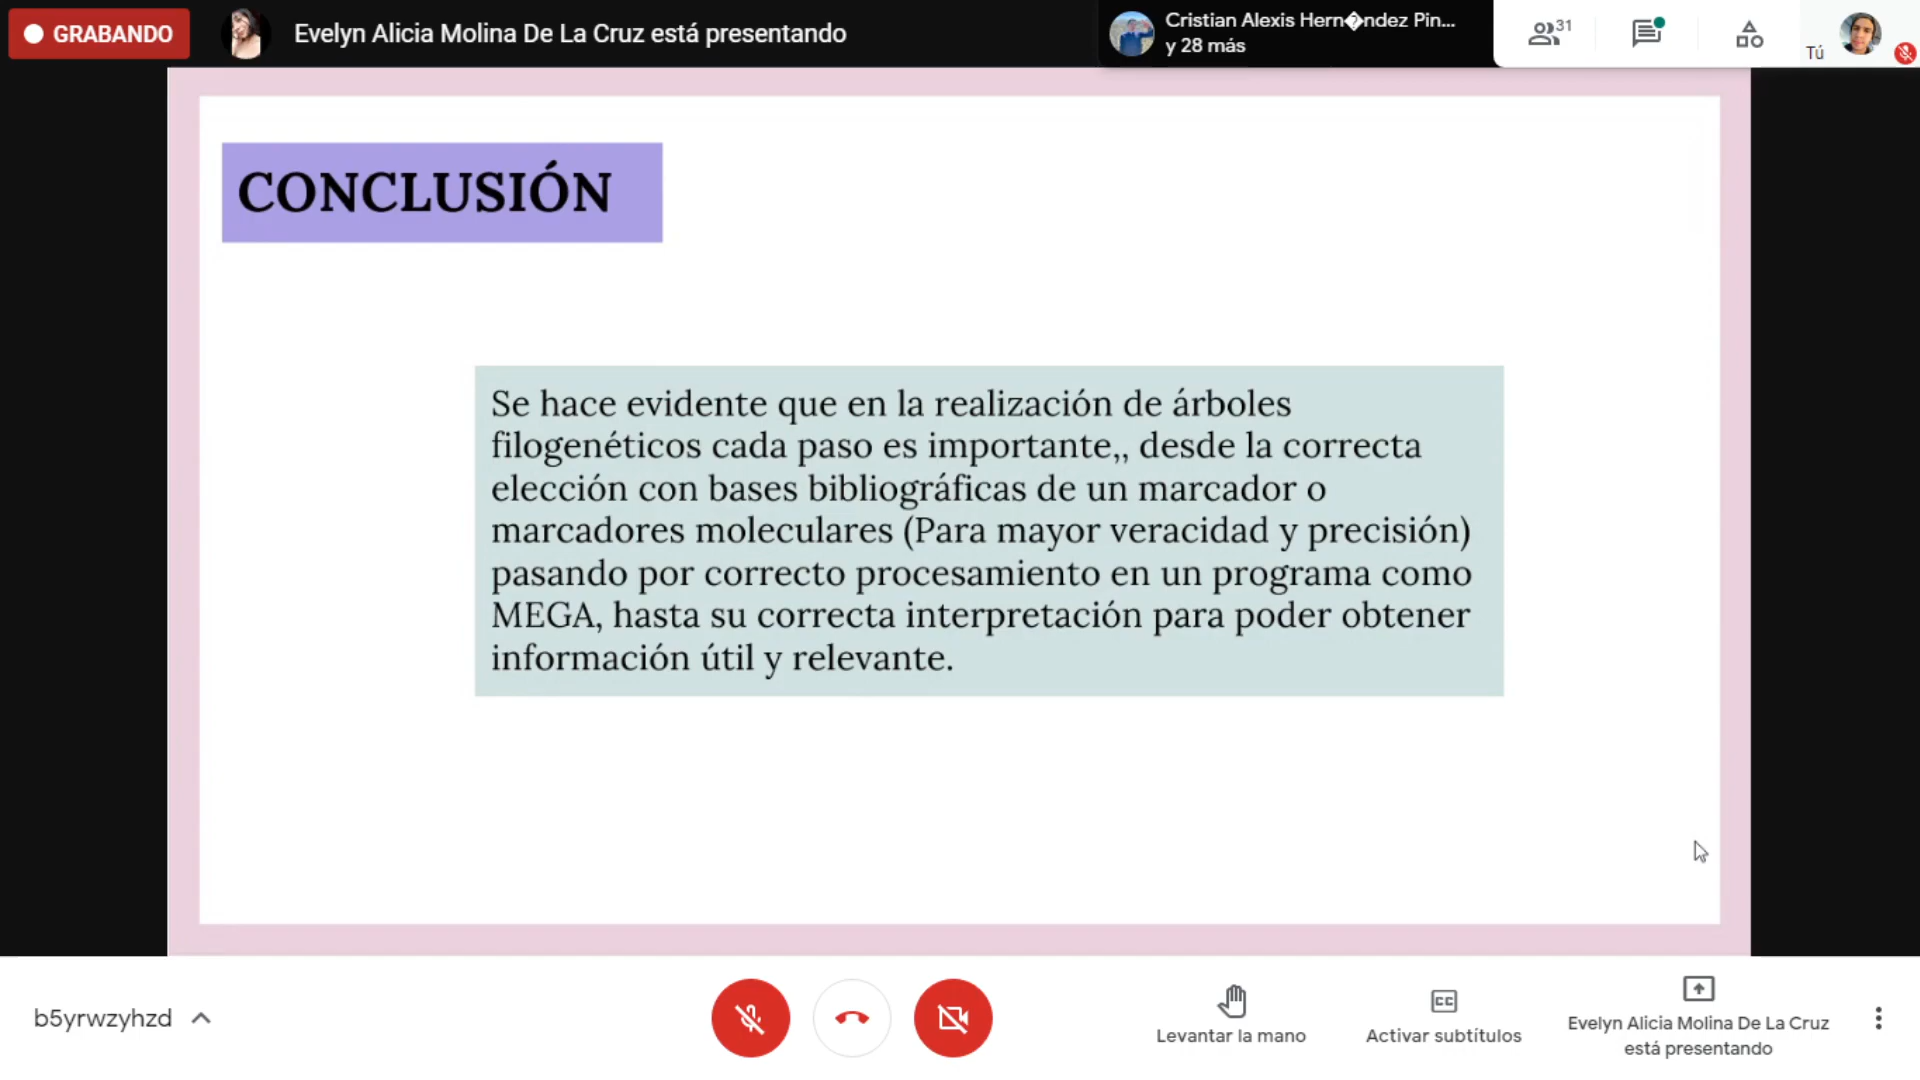 GRABANDO
Evelyn Alicia Molina De La Cruz está presentando
Cristian Alexis Hern�ndez Pin...
y 28 más
31
Tú
CONCLUSIÓN
Se hace evidente que en la realización de árboles
filogenéticos cada paso es importante,, desde la correcta
elección con bases bibliográficas de un marcador o
marcadores moleculares (Para mayor veracidad y precisión)
pasando por correcto procesamiento en un programa como
MEGA, hasta su correcta interpretación para poder obtener
información útil y relevante.
b5yrwzyhzd
Levantar la mano
CC
Activar subtítulos
Evelyn Alicia Molina De La Cruz
está presentando